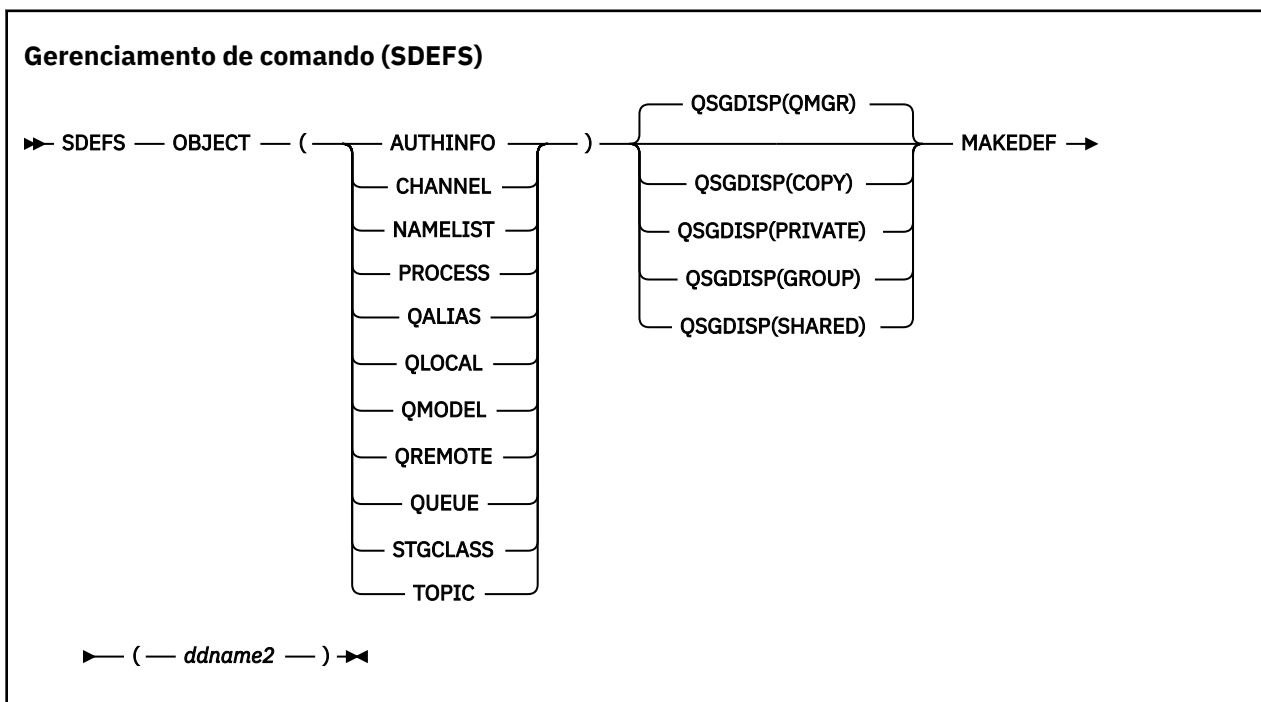 Gerenciamento de comando (SDEFS)
QSGDISP(QMGR)
SDEFS OBJECT ( AUTHINFO ) MAKEDEF
CHANNEL QSGDISP(COPY)
NAMELIST QSGDISP(PRIVATE)
PROCESS QSGDISP(GROUP)
QALIAS QSGDISP(SHARED)
QLOCAL
QMODEL
QREMOTE
QUEUE
STGCLASS
TOPIC
( ddname2 )